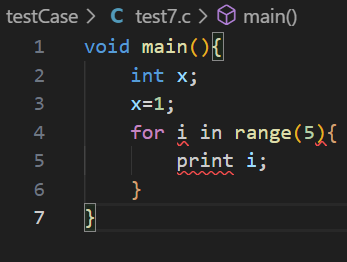 testCase > C test7.c > main()
1 void main(){
2 int x;
3 x=1;
4 for i in range(5){
5 print i;
6 }
7 }